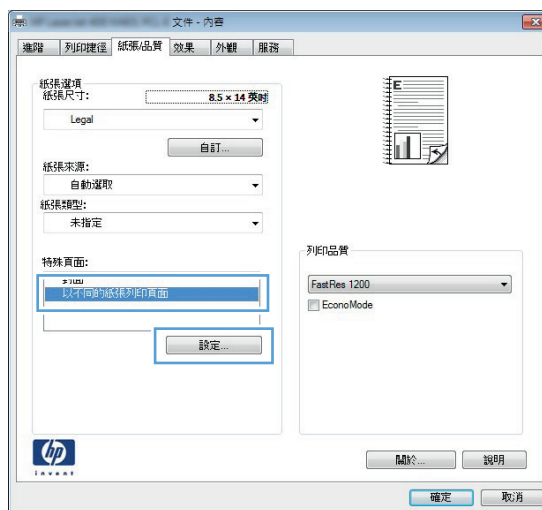 文件 - 內容
進階 列印捷徑 紙張/品質 效果 外觀 服務
紙張選項
紙張尺寸: 8.5 × 14 英吋
Legal
自訂...
紙張來源:
自動選取
紙張類型:
未指定
特殊頁面:
封面
以不同的紙張列印頁面
設定...
E
列印品質
FastRes 1200
EconoMode
hp
invent
關於... 說明
確定 取消